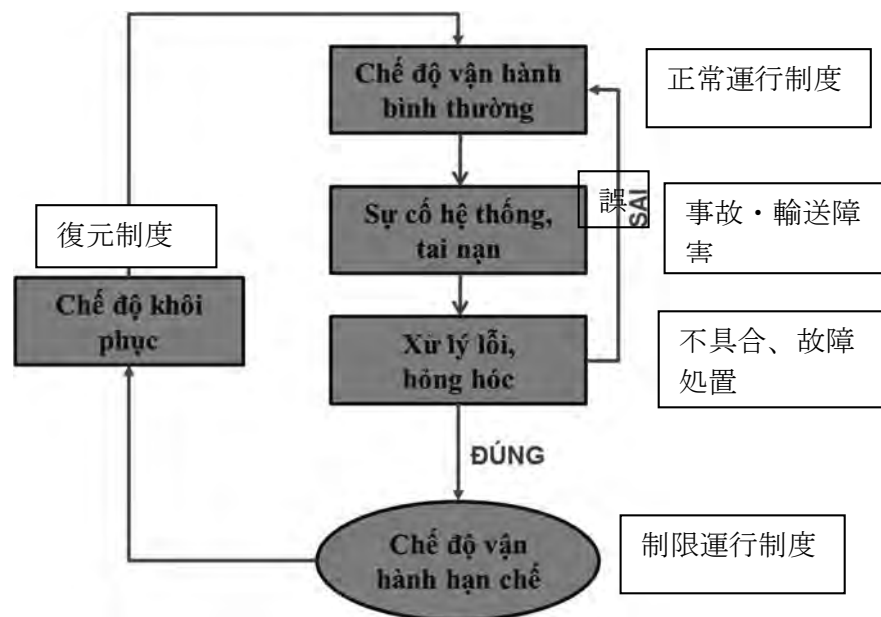 Chế độ vận hành
bình thường
正常運行制度
Sự cố hệ thống,
tai nạn
誤
SAI
事故・輸送障
害
復元制度
Chế độ khôi
phục
Xử lý lỗi,
hỏng hóc
不具合、故障
処置
ĐÚNG
Chế độ vận
hành hạn chế
制限運行制度